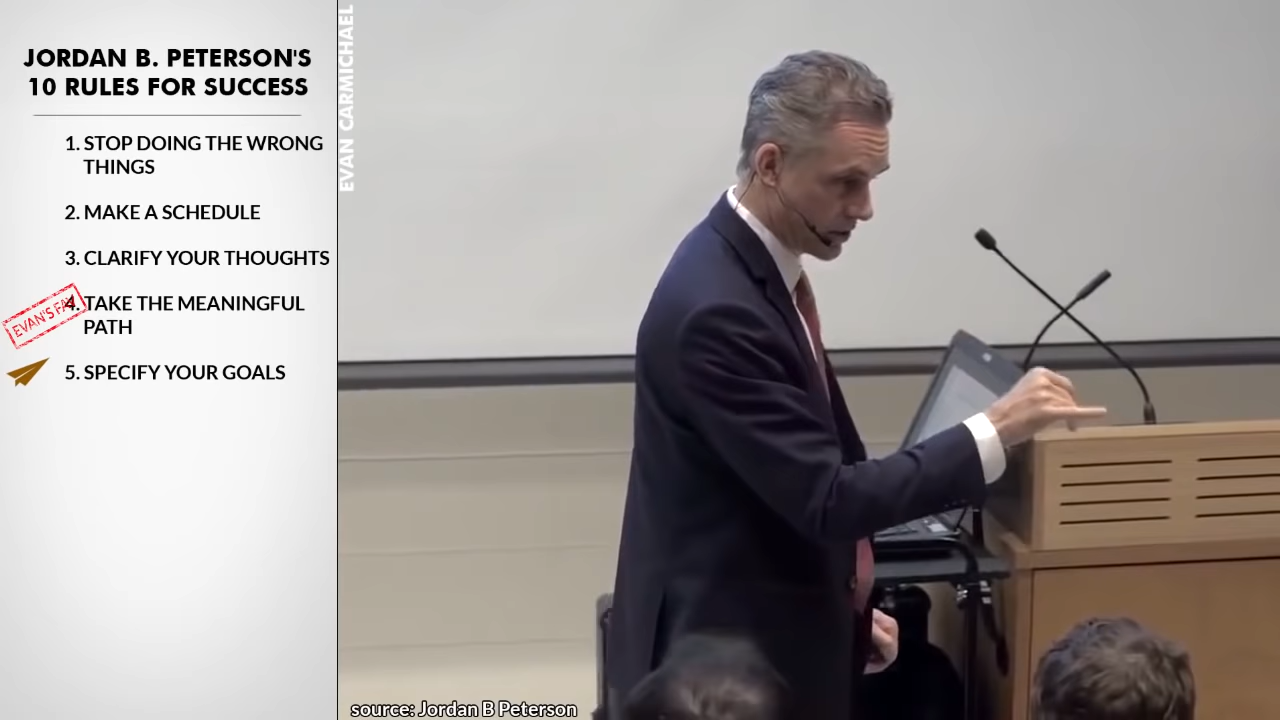 JORDAN B. PETERSON'S
10 RULES FOR SUCCESS
1. STOP DOING THE WRONG
THINGS
2. MAKE A SCHEDULE
3. CLARIFY YOUR THOUGHTS
EVAN'S
4. TAKE THE MEANINGFUL
PATH
5. SPECIFY YOUR GOALS
EVAN CARMICHAEL
source: Jordan B Peterson